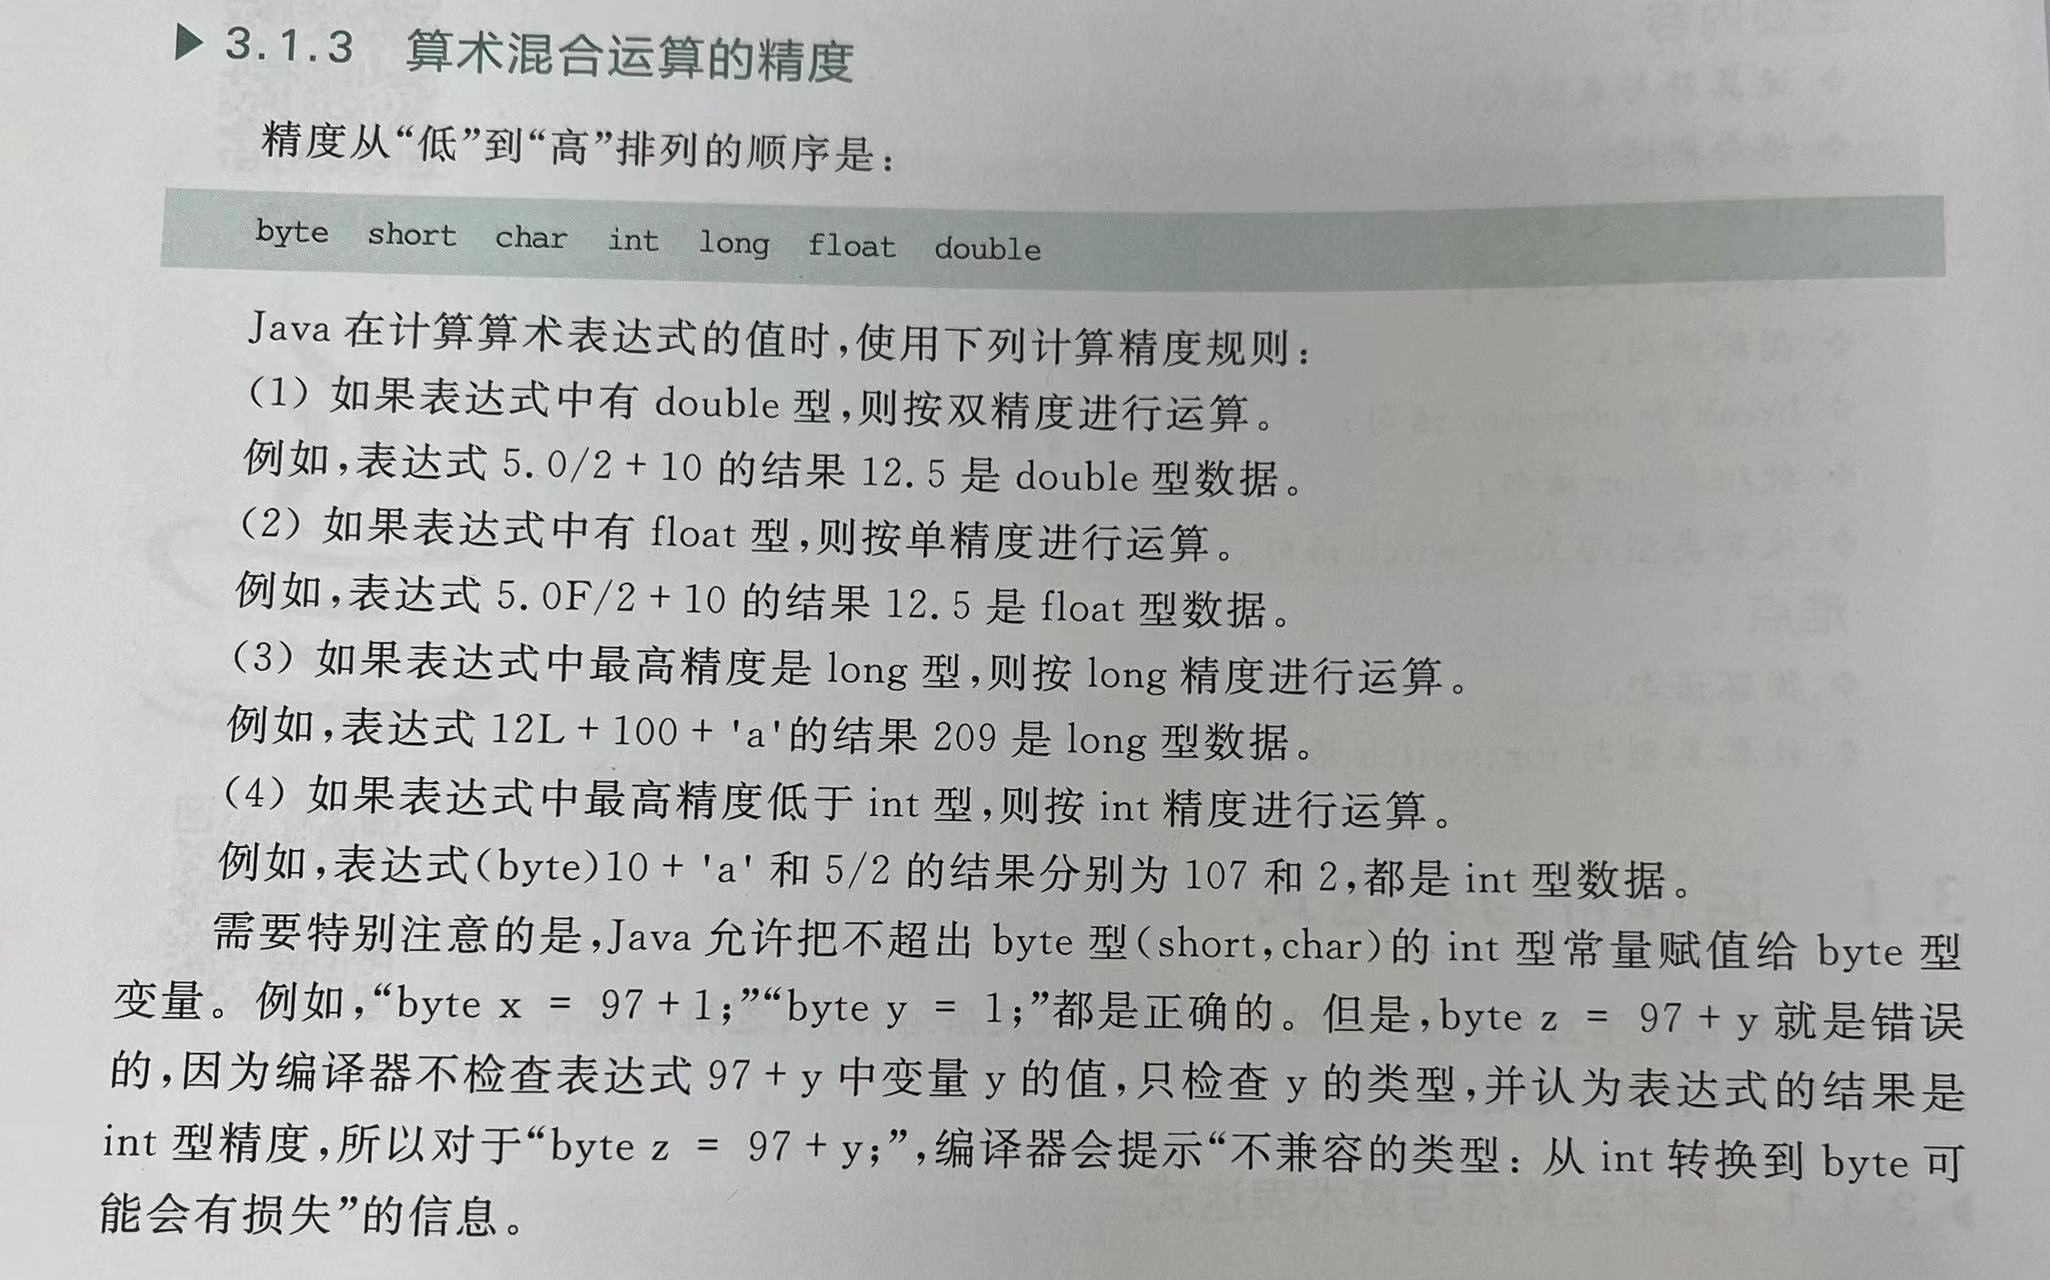 ▶ 3.1.3 算术混合运算的精度
精度从“低”到“高”排列的顺序是：
byte short char int long float double
Java 在计算算术表达式的值时，使用下列计算精度规则：
（1）如果表达式中有 double 型，则按双精度进行运算。
例如，表达式 5.0/2 + 10 的结果 12.5 是 double 型数据。
（2）如果表达式中有 float 型，则按单精度进行运算。
例如，表达式 5.0F/2 + 10 的结果 12.5 是 float 型数据。
（3）如果表达式中最高精度是 long 型，则按 long 精度进行运算。
例如，表达式 12L + 100 + 'a'的结果 209 是 long 型数据。
（4）如果表达式中最高精度低于 int 型，则按 int 精度进行运算。
例如，表达式(byte)10 + 'a' 和 5/2 的结果分别为 107 和 2，都是 int 型数据。
需要特别注意的是，Java 允许把不超出 byte 型(short,char)的 int 型常量赋值给 byte 型
变量。例如，“byte x = 97 + 1;”“byte y = 1;”都是正确的。但是，byte z = 97 + y 就是错误
的，因为编译器不检查表达式 97 + y 中变量 y 的值，只检查 y 的类型，并认为表达式的结果是
int 型精度，所以对于“byte z = 97 + y;”，编译器会提示“不兼容的类型：从 int 转换到 byte 可
能会有损失”的信息。